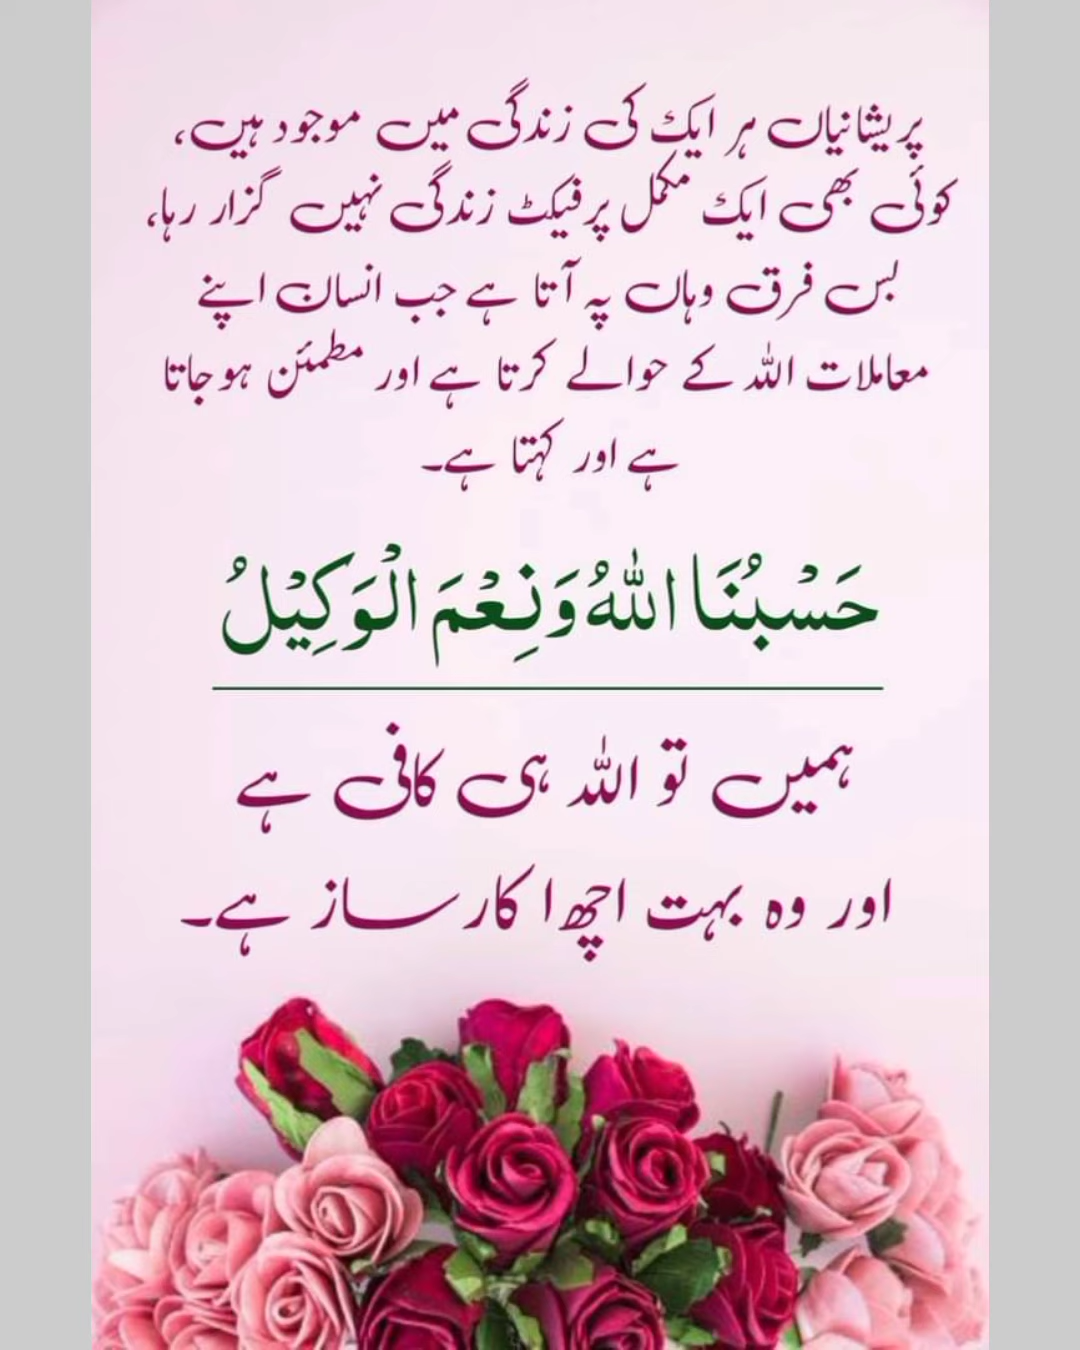 پریشانیاں ہر ایک کی زندگی میں موجود ہیں،
کوئی بھی ایک مکمل پرفیکٹ زندگی نہیں گزار رہا،
بس فرق وہاں پہ آتا ہے جب انسان اپنے
معاملات اللہ کے حوالے کرتا ہے اور مطمئن ہو جاتا
ہے اور کہتا ہے۔
حَسْبُنَا اللّٰهُ وَنِعْمَ الْوَكِيْلُ
ہمیں تو اللہ ہی کافی ہے
اور وہ بہت اچھا کارساز ہے۔